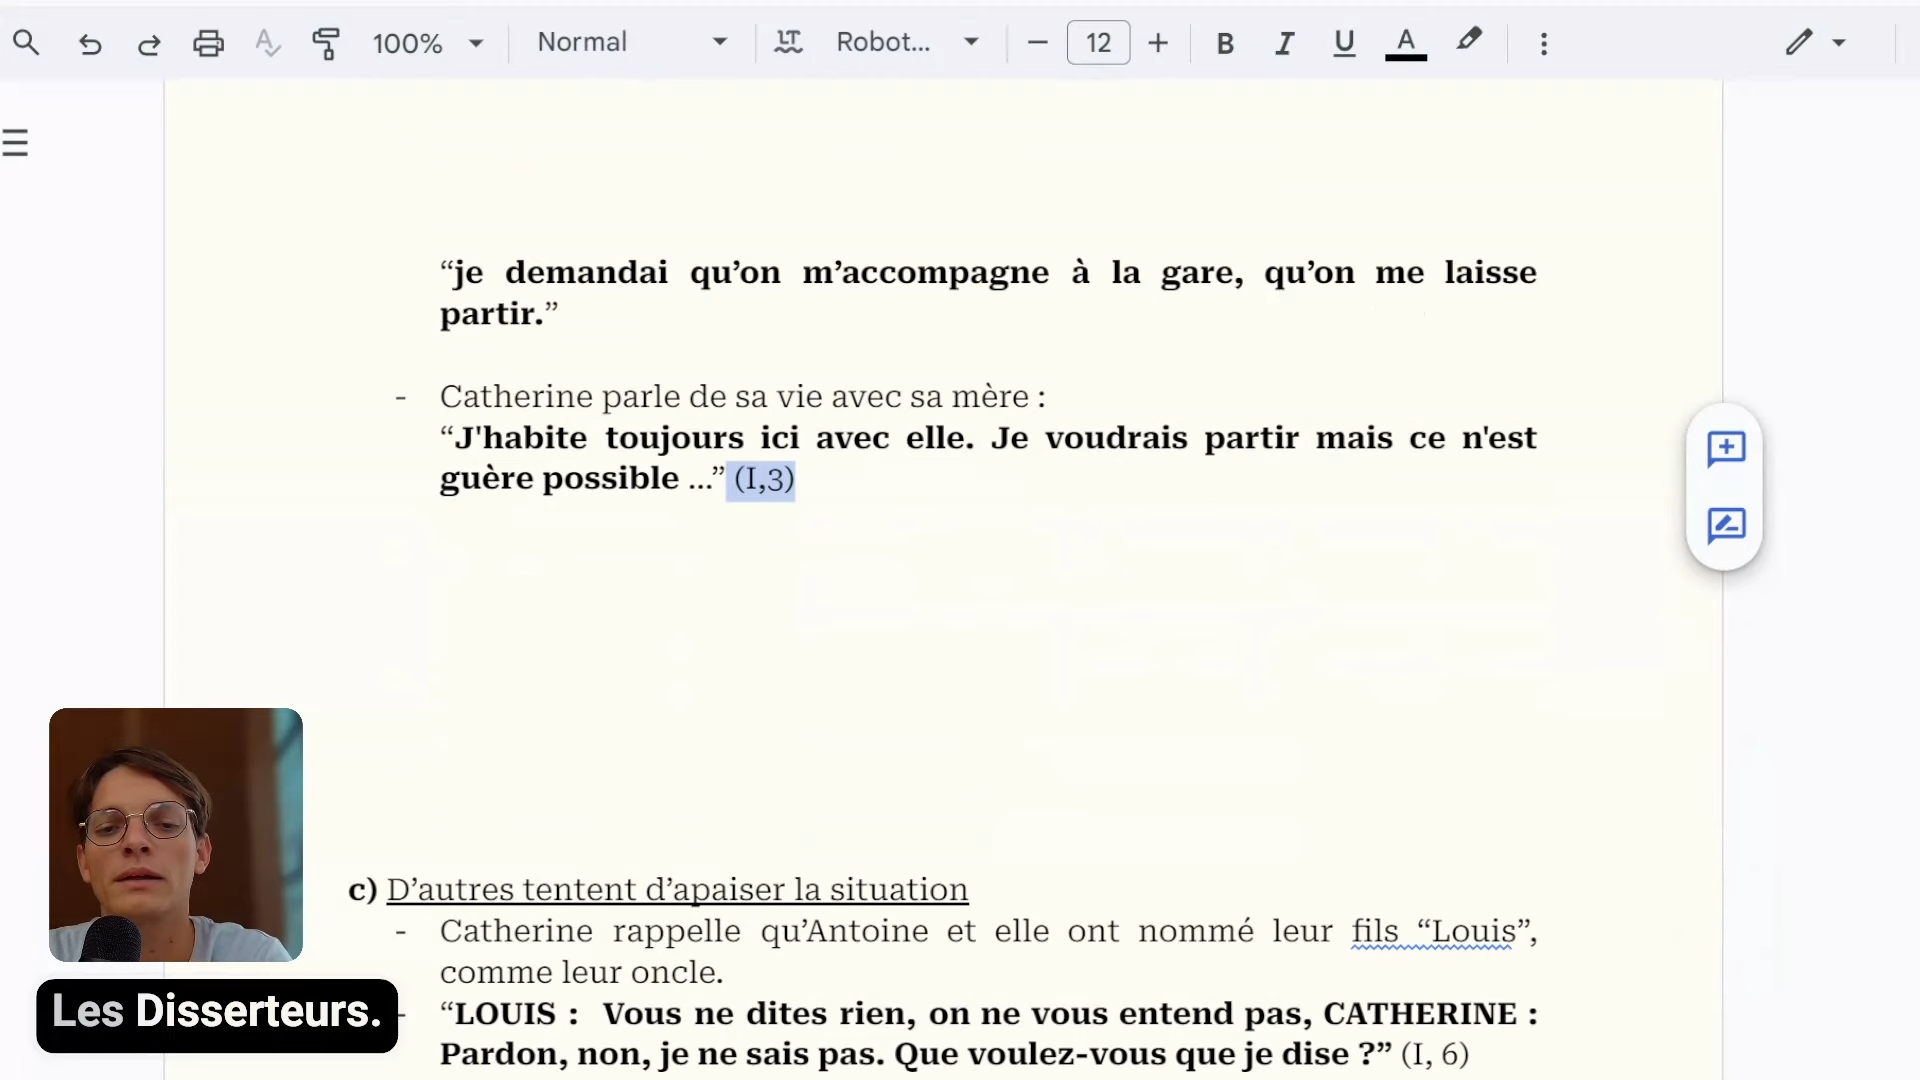 100%
Normal
Robot...
12
B
I
U
A
“je demandai qu’on m’accompagne à la gare, qu’on me laisse
partir.”
- Catherine parle de sa vie avec sa mère :
“J'habite toujours ici avec elle. Je voudrais partir mais ce n'est
guère possible ...” (I,3)
c) D’autres tentent d’apaiser la situation
- Catherine rappelle qu’Antoine et elle ont nommé leur fils “Louis”,
comme leur oncle.
- “LOUIS : Vous ne dites rien, on ne vous entend pas, CATHERINE :
Pardon, non, je ne sais pas. Que voulez-vous que je dise ?” (I, 6)
Les Disserteurs.